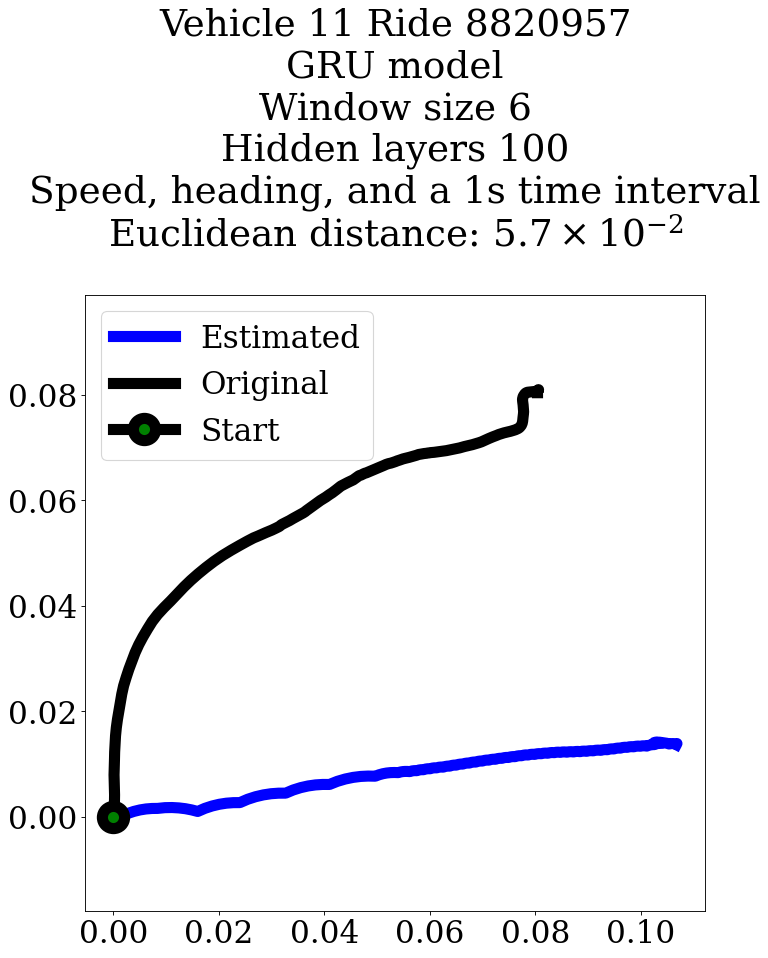 Vehicle 11 Ride 8820957
GRU model
Window size 6
Hidden layers 100
Speed, heading, and a 1s time interval
Euclidean distance: 5.7 × 10⁻²
Estimated
Original
Start
0.08
0.06
0.04
0.02
0.00
0.00 0.02 0.04 0.06 0.08 0.10